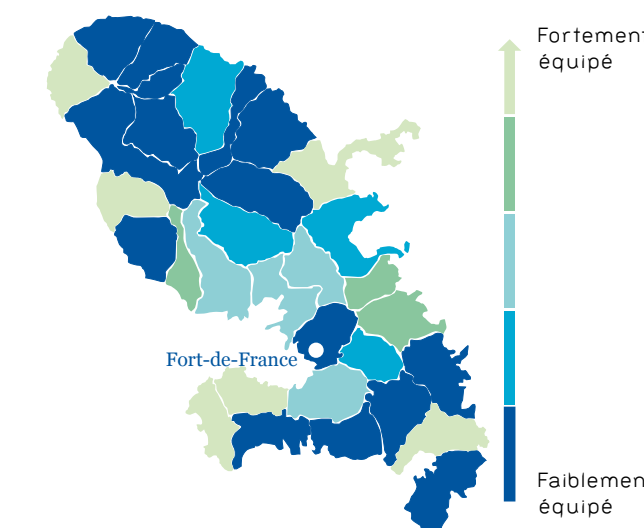 Fortement
équipé
Fort-de-France
Faiblement
équipé